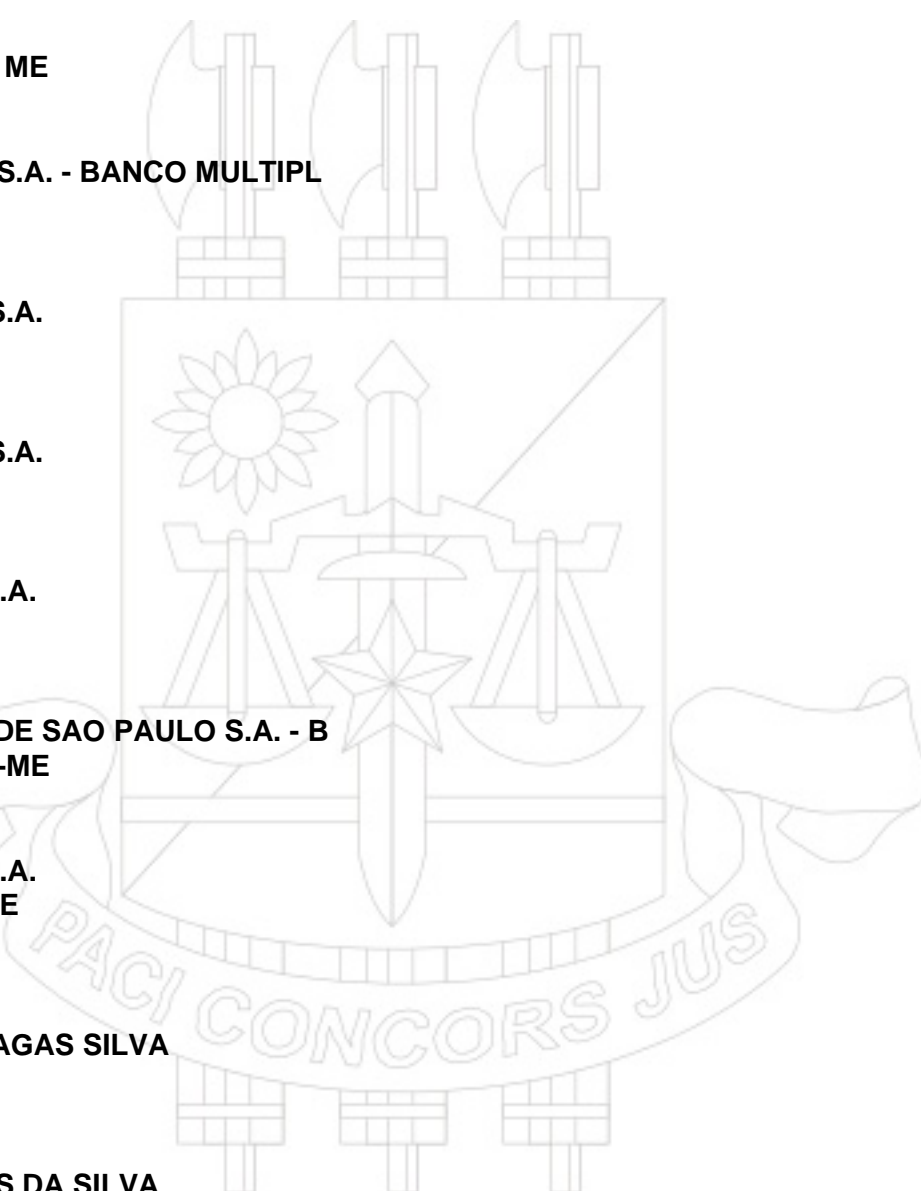 ME
S.A. - BANCO MULTIPL
S.A.
S.A.
.A.
DE SAO PAULO S.A. - B
-ME
.A.
E
PACI CONCORS JUS
AGAS SILVA
S DA SILVA